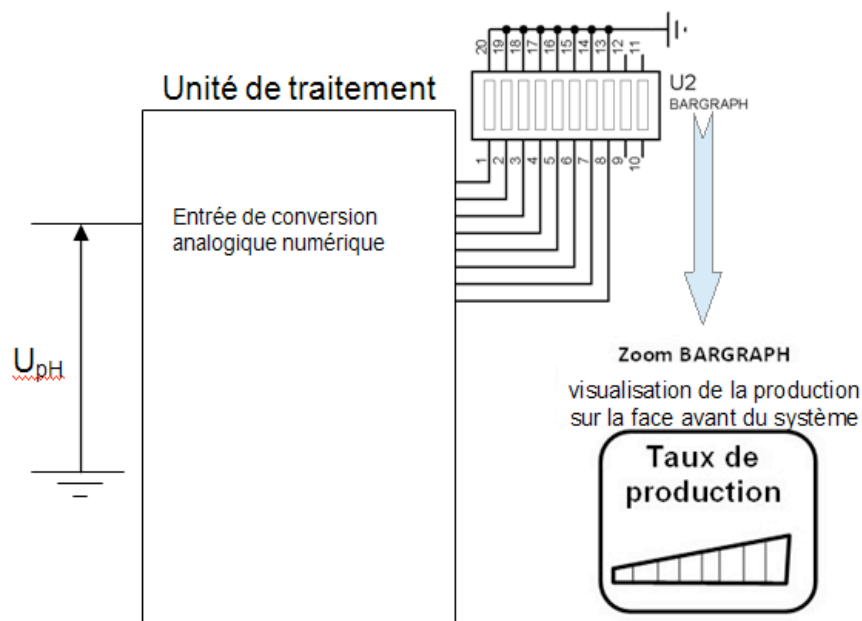 20 19 18 17 16 15 14 13 12 11
Unité de traitement
U2
BARGRAPH
1 2 3 4 5 6 7 8 9 10
Entrée de conversion
analogique numérique
UpH
Zoom BARGRAPH
visualisation de la production
sur la face avant du système
Taux de
production